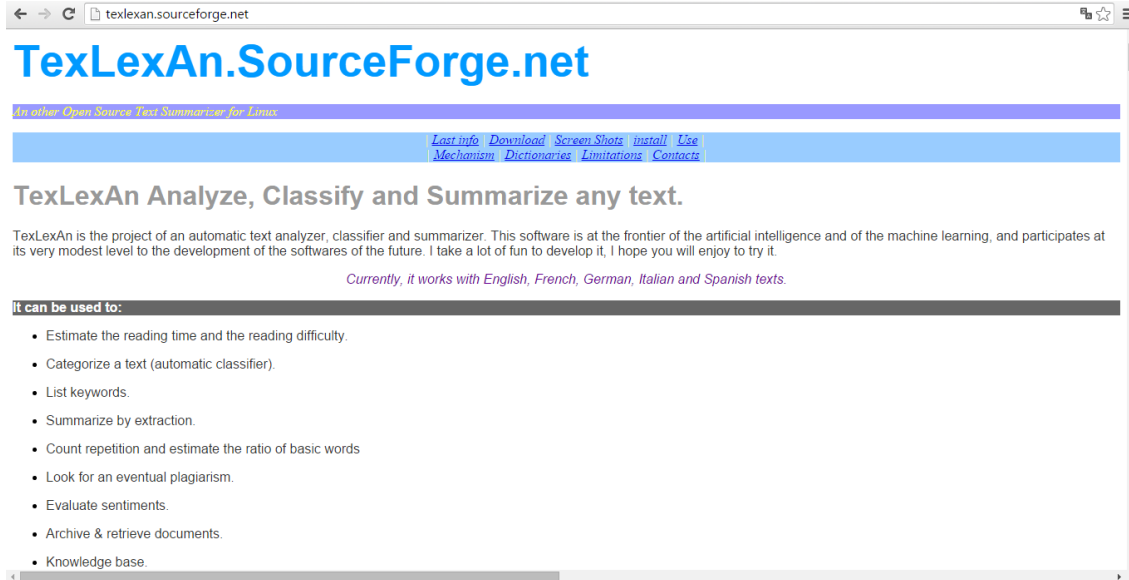 texlexan.sourceforge.net
TexLexAn.SourceForge.net
An other Open Source Text Summarizer for Linux
| Last info | Download | Screen Shots | install | Use |
| Mechanism | Dictionaries | Limitations | Contacts |
TexLexAn Analyze, Classify and Summarize any text.
TexLexAn is the project of an automatic text analyzer, classifier and summarizer. This software is at the frontier of the artificial intelligence and of the machine learning, and participates at
its very modest level to the development of the softwares of the future. I take a lot of fun to develop it, I hope you will enjoy to try it.
Currently, it works with English, French, German, Italian and Spanish texts.
It can be used to:
• Estimate the reading time and the reading difficulty.
• Categorize a text (automatic classifier).
• List keywords.
• Summarize by extraction.
• Count repetition and estimate the ratio of basic words
• Look for an eventual plagiarism.
• Evaluate sentiments.
• Archive & retrieve documents.
• Knowledge base.